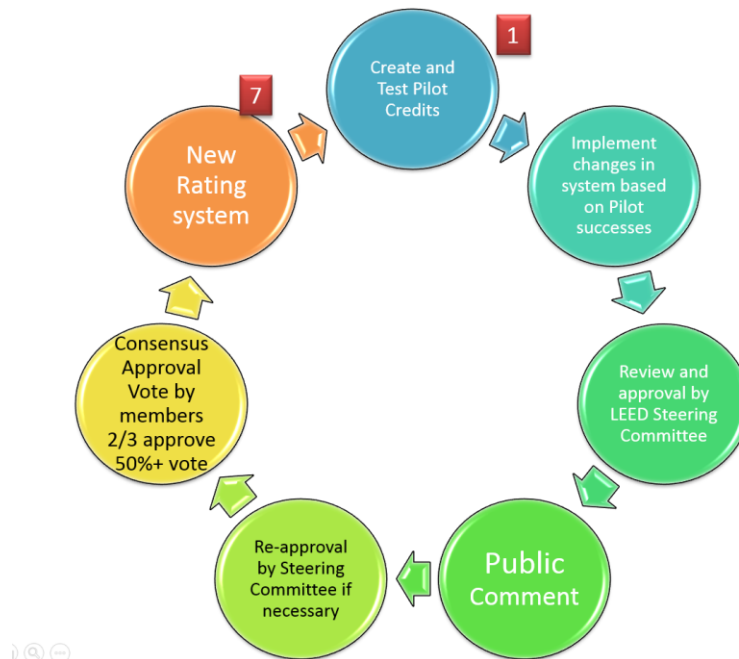 1
Create and
Test Pilot
Credits
Implement
changes in
system based
on Pilot
successes
Review and
approval by
LEED Steering
Committee
Public
Comment
Re-approval
by Steering
Committee if
necessary
Consensus
Approval
Vote by
members
2/3 approve
50%+ vote
7
New
Rating
system